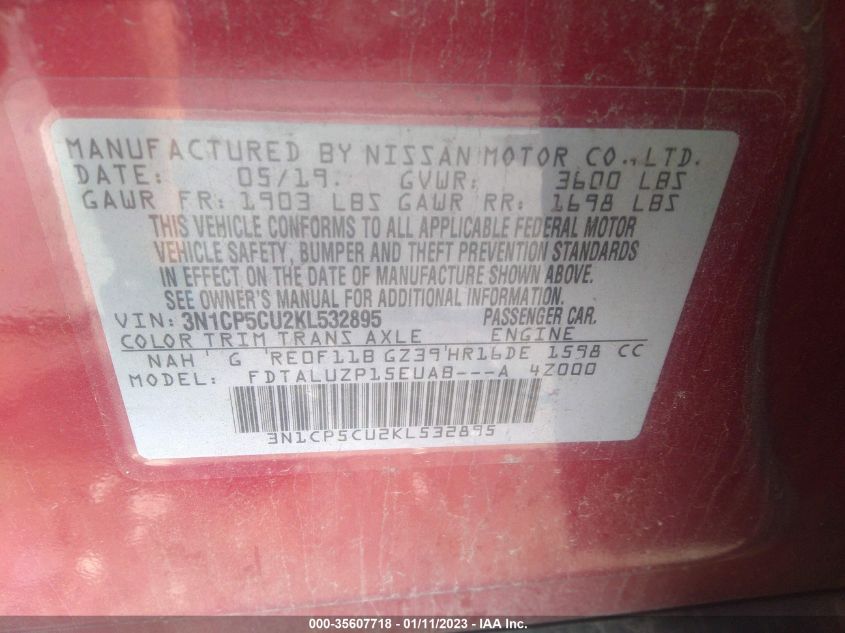 MANUFACTURED BY NISSAN MOTOR CO., LTD.
DATE: 05/19. GVWR: 3600 LBS
GAWR FR: 1903 LBS GAWR RR: 1698 LBS
THIS VEHICLE CONFORMS TO ALL APPLICABLE FEDERAL MOTOR
VEHICLE SAFETY, BUMPER AND THEFT PREVENTION STANDARDS
IN EFFECT ON THE DATE OF MANUFACTURE SHOWN ABOVE.
SEE OWNER'S MANUAL FOR ADDITIONAL INFORMATION.
VIN: 3N1CP5CU2KL532895 PASSENGER CAR.
COLOR TRIM TRANS AXLE ENGINE
NAH ' G 'RE0F11B GZ39'HR16DE 1598 CC
MODEL: FDTALUZP15EUAB---A 4Z000
3N1CP5CU2KL532895
000-35607718 - 01/11/2023 - IAA Inc.